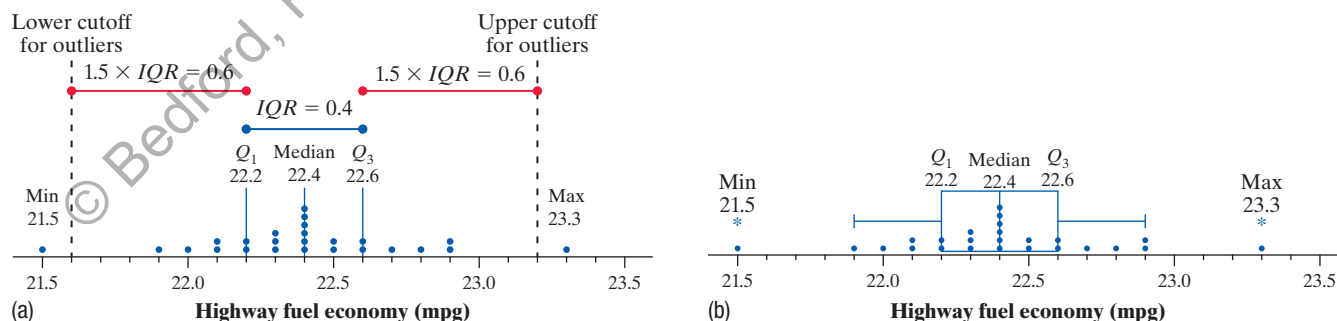 Lower cutoff
for outliers
Upper cutoff
for outliers
1.5 × IQR = 0.6
1.5 × IQR = 0.6
IQR = 0.4
Q1 Median Q3
22.2 22.4 22.6
Min
21.5
Max
23.3
21.5 22.0 22.5 23.0 23.5
(a)
Highway fuel economy (mpg)
© Bedford,
Q1 Median Q3
22.2 22.4 22.6
Min
21.5
*
Max
23.3
*
21.5 22.0 22.5 23.0 23.5
(b)
Highway fuel economy (mpg)